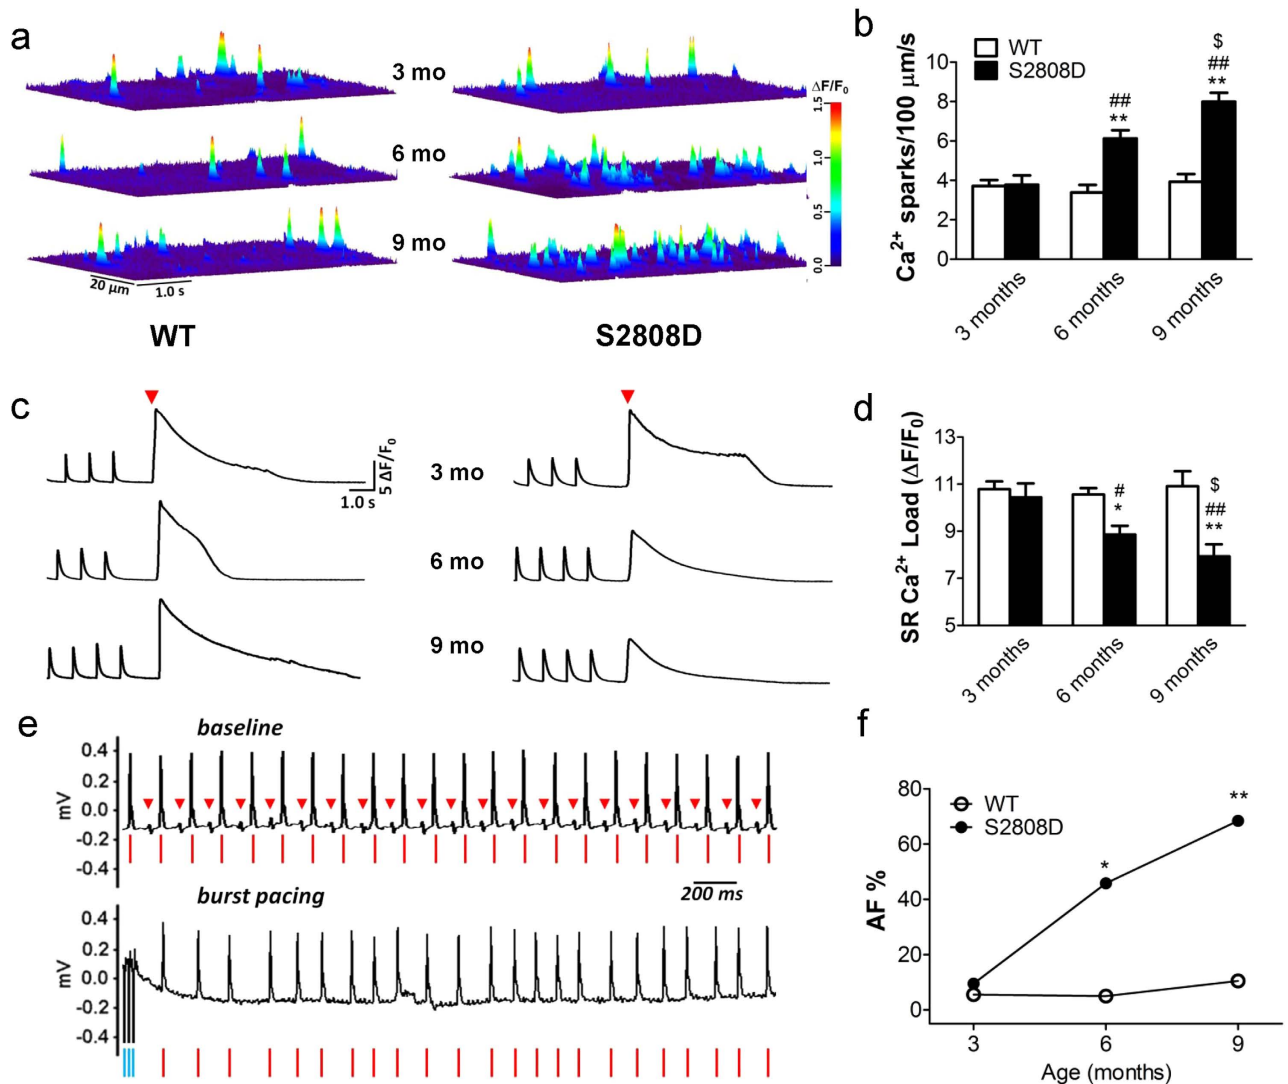 a
3 mo
6 mo
9 mo
20 μm
1.0 s
ΔF/F0
1.5
1.0
0.5
0.0
WT
S2808D
b
WT
S2808D
Ca2+ sparks/100 μm/s
10
8
6
4
2
0
##
**
$
##
**
3 months
6 months
9 months
c
5 ΔF/F0
1.0 s
3 mo
6 mo
9 mo
d
SR Ca2+ Load (ΔF/F0)
13
11
9
7
5
#
*
$
##
**
3 months
6 months
9 months
e
baseline
mV
0.4
0.2
0.0
-0.2
-0.4
200 ms
burst pacing
mV
0.4
0.2
0.0
-0.2
-0.4
f
WT
S2808D
AF %
80
60
40
20
0
*
**
3
6
9
Age (months)